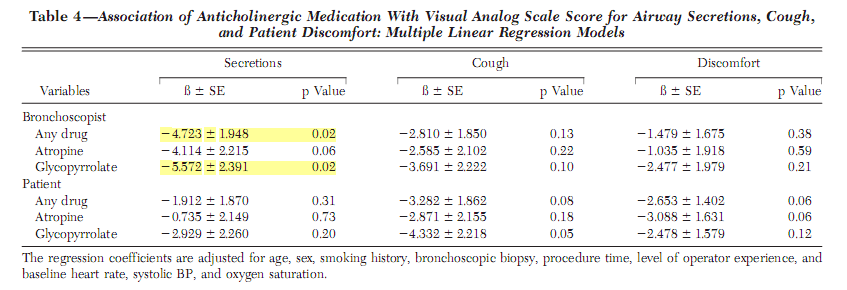 Table 4—Association of Anticholinergic Medication With Visual Analog Scale Score for Airway Secretions, Cough,
and Patient Discomfort: Multiple Linear Regression Models
Secretions Cough Discomfort
Variables ß ± SE p Value ß ± SE p Value ß ± SE p Value
Bronchoscopist
Any drug −4.723 ± 1.948 0.02 −2.810 ± 1.850 0.13 −1.479 ± 1.675 0.38
Atropine −4.114 ± 2.215 0.06 −2.585 ± 2.102 0.22 −1.035 ± 1.918 0.59
Glycopyrrolate −5.572 ± 2.391 0.02 −3.691 ± 2.222 0.10 −2.477 ± 1.979 0.21
Patient
Any drug −1.912 ± 1.870 0.31 −3.282 ± 1.862 0.08 −2.653 ± 1.402 0.06
Atropine −0.735 ± 2.149 0.73 −2.871 ± 2.155 0.18 −3.088 ± 1.631 0.06
Glycopyrrolate −2.929 ± 2.260 0.20 −4.332 ± 2.218 0.05 −2.478 ± 1.579 0.12
The regression coefficients are adjusted for age, sex, smoking history, bronchoscopic biopsy, procedure time, level of operator experience, and
baseline heart rate, systolic BP, and oxygen saturation.